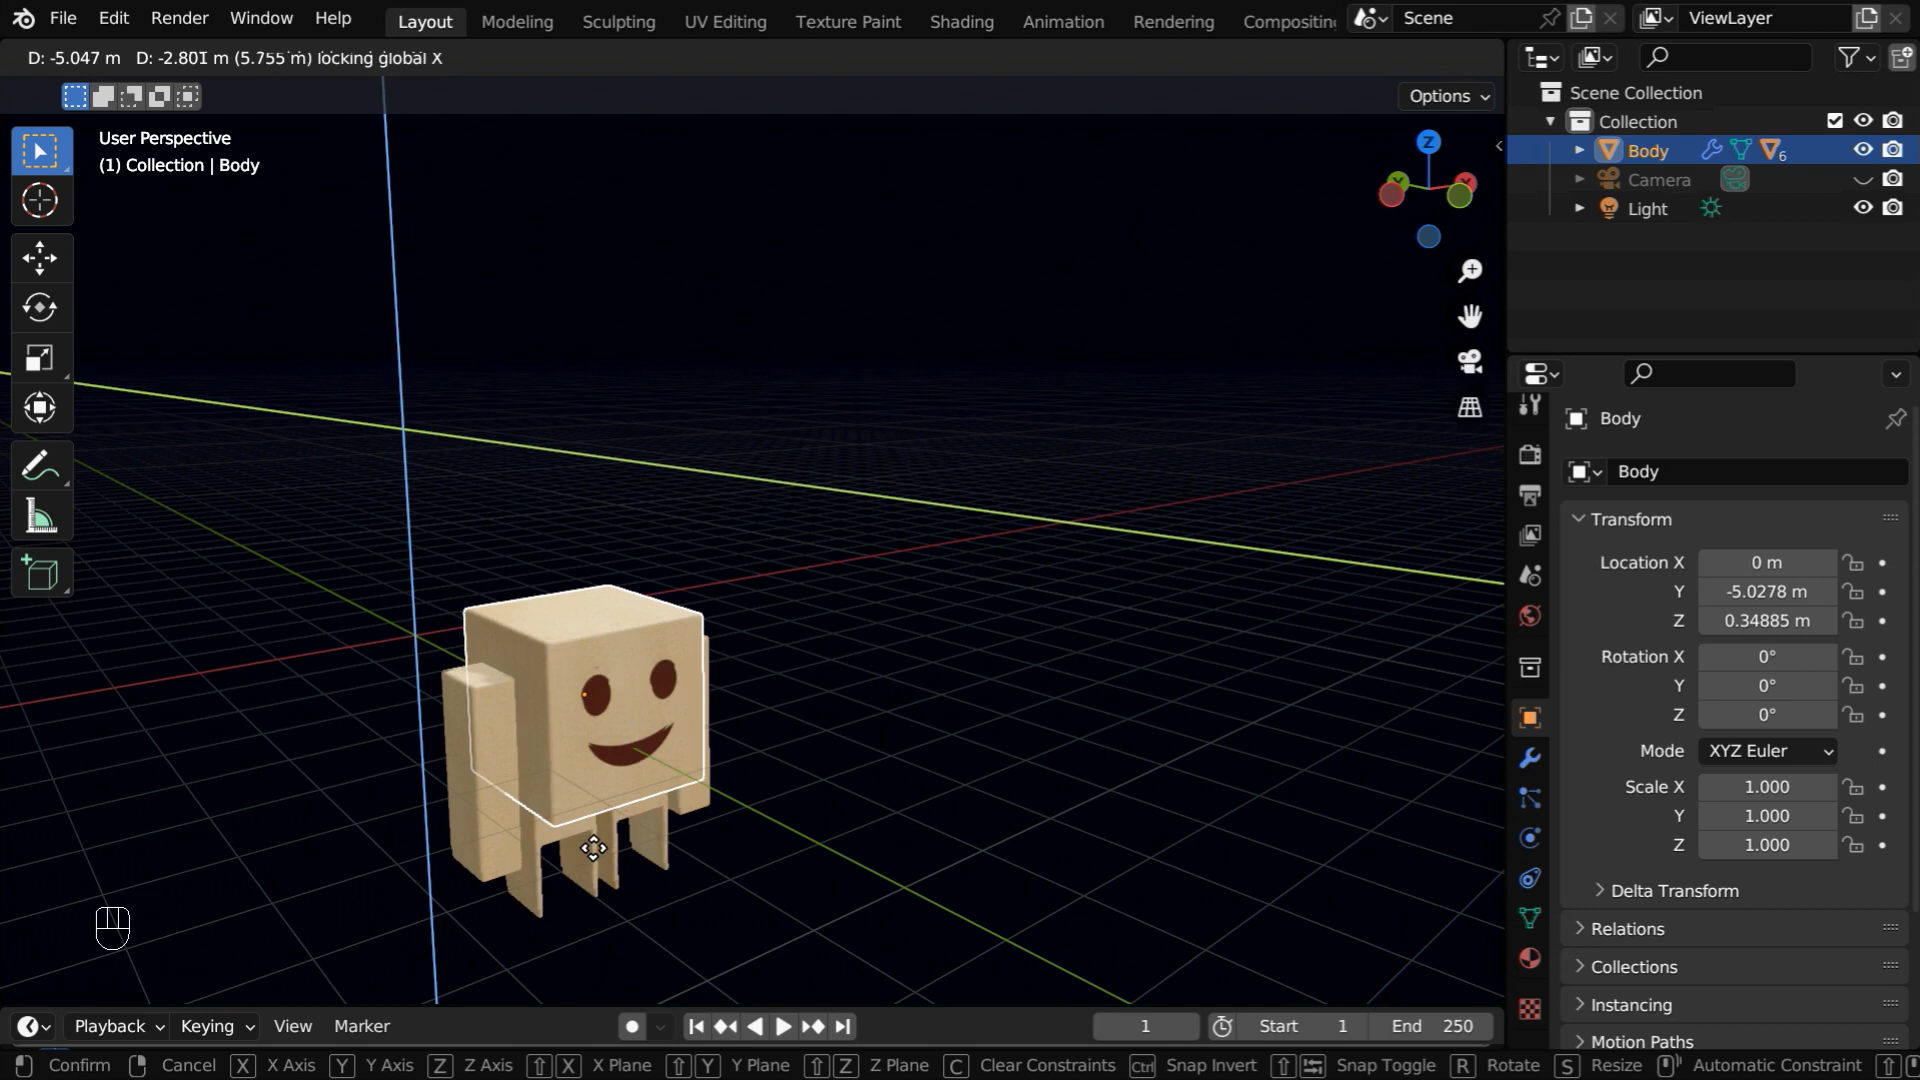 File Edit Render Window Help Layout Modeling Sculpting UV Editing Texture Paint Shading Animation Rendering Compositin Scene ViewLayer
D: -5.047 m D: -2.801 m (5.755 m) locking global X
Options
User Perspective
(1) Collection | Body
Z
Y
X
Scene Collection
Collection
Body 6
Camera
Light
Body
Body
Transform
Location X 0 m
Y -5.0278 m
Z 0.34885 m
Rotation X 0°
Y 0°
Z 0°
Mode XYZ Euler
Scale X 1.000
Y 1.000
Z 1.000
Delta Transform
Relations
Collections
Instancing
Motion Paths
Playback Keying View Marker 1 Start 1 End 250
Confirm Cancel X X Axis Y Y Axis Z Z Axis X X Plane Y Y Plane Z Z Plane C Clear Constraints Ctrl Snap Invert Snap Toggle R Rotate S Resize Automatic Constraint